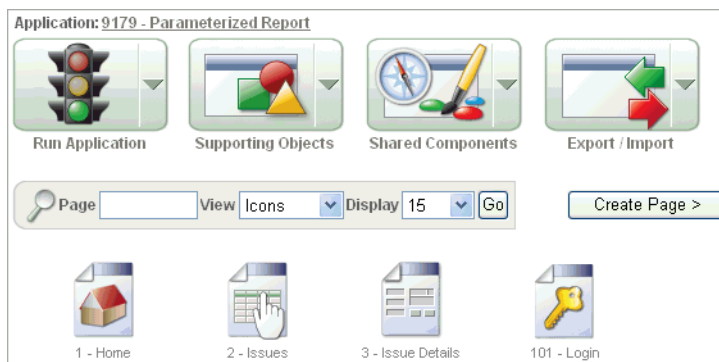 Application: 9179 - Parameterized Report
Run Application Supporting Objects Shared Components Export / Import
Page View Icons Display 15 Go Create Page >
1 - Home 2 - Issues 3 - Issue Details 101 - Login